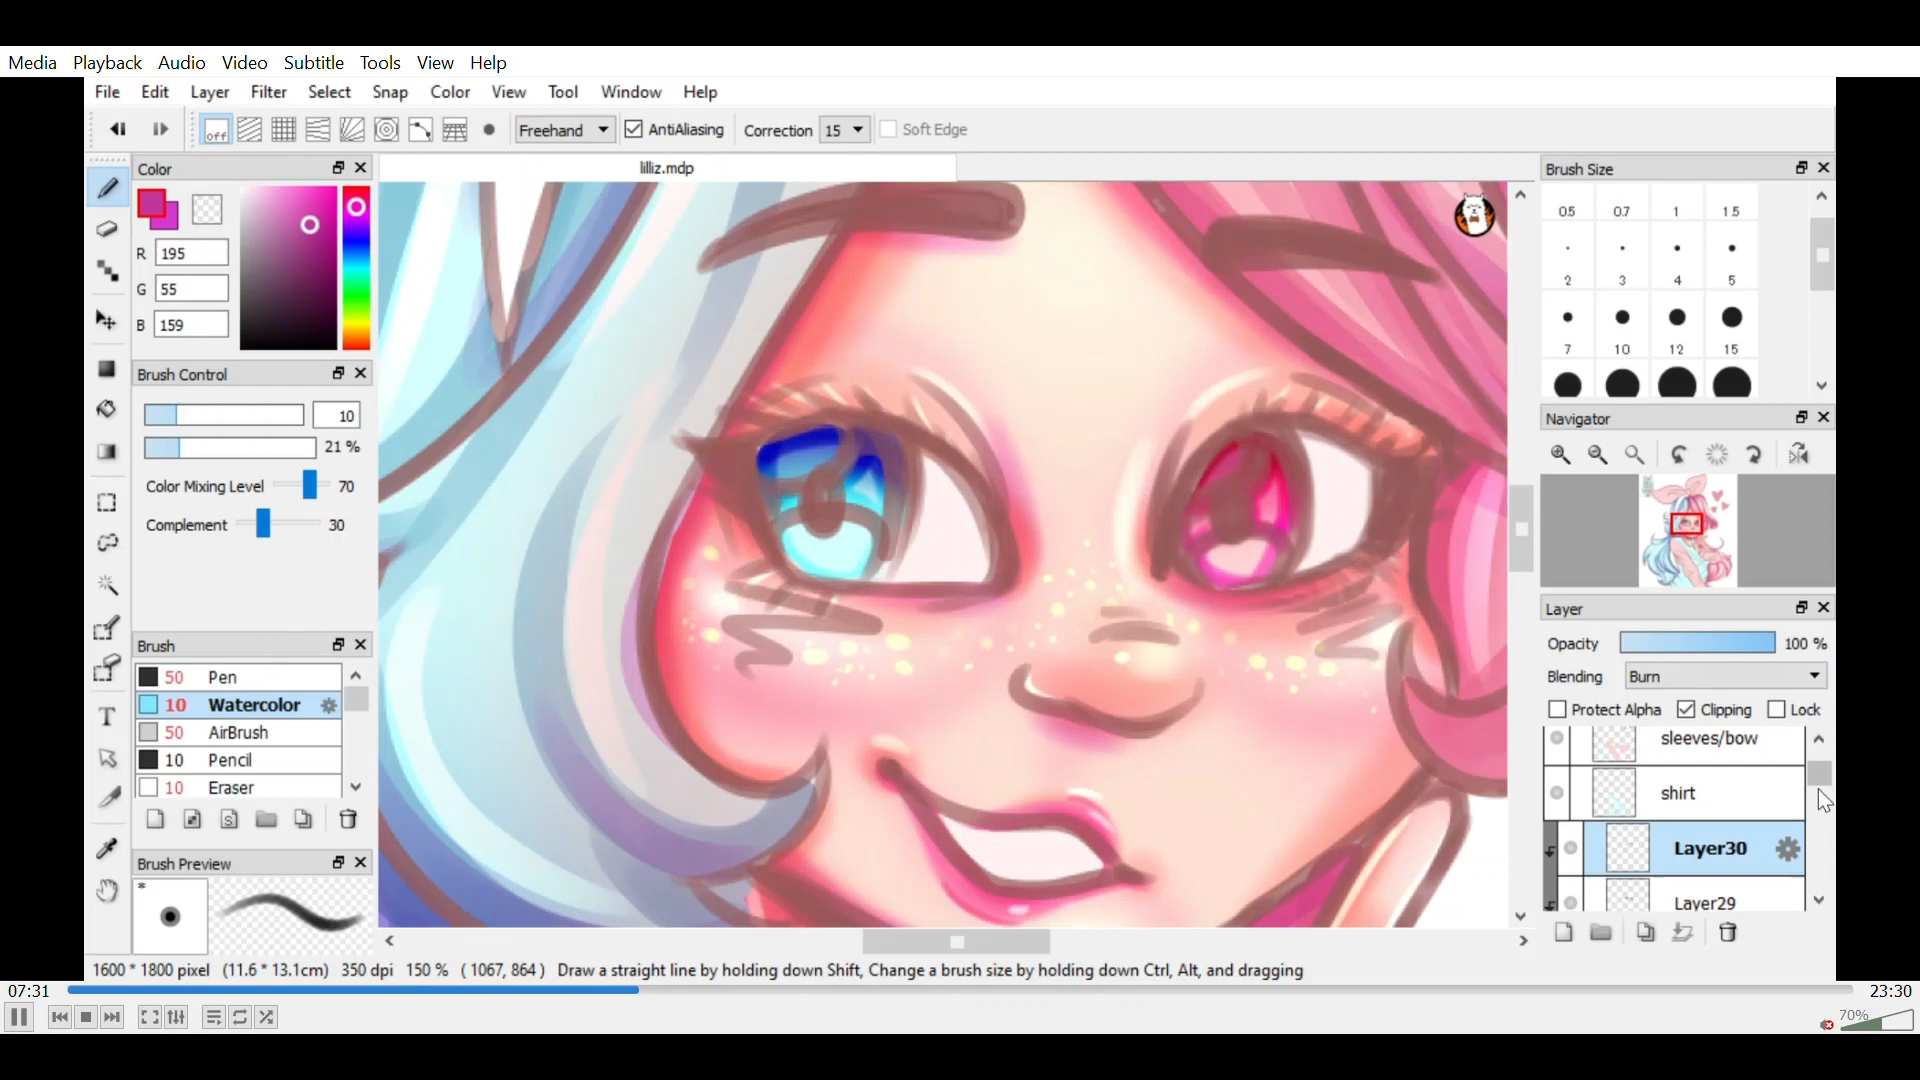 Media Playback Audio Video Subtitle Tools View Help
File Edit Layer Filter Select Snap Color View Tool Window Help
off Freehand AntiAliasing Correction 15 Soft Edge
Color
lilliz.mdp
R 195
G 55
B 159
Brush Control
10
21 %
Color Mixing Level 70
Complement 30
Brush
50 Pen
10 Watercolor
50 AirBrush
10 Pencil
10 Eraser
Brush Preview
*
Brush Size
0.5 0.7 1 1.5
2 3 4 5
7 10 12 15
Navigator
Layer
Opacity 100 %
Blending Burn
Protect Alpha Clipping Lock
sleeves/bow
shirt
Layer30
Layer29
1600 * 1800 pixel (11.6 * 13.1cm) 350 dpi 150 % ( 1067, 864 ) Draw a straight line by holding down Shift, Change a brush size by holding down Ctrl, Alt, and dragging
07:31 23:30
70%